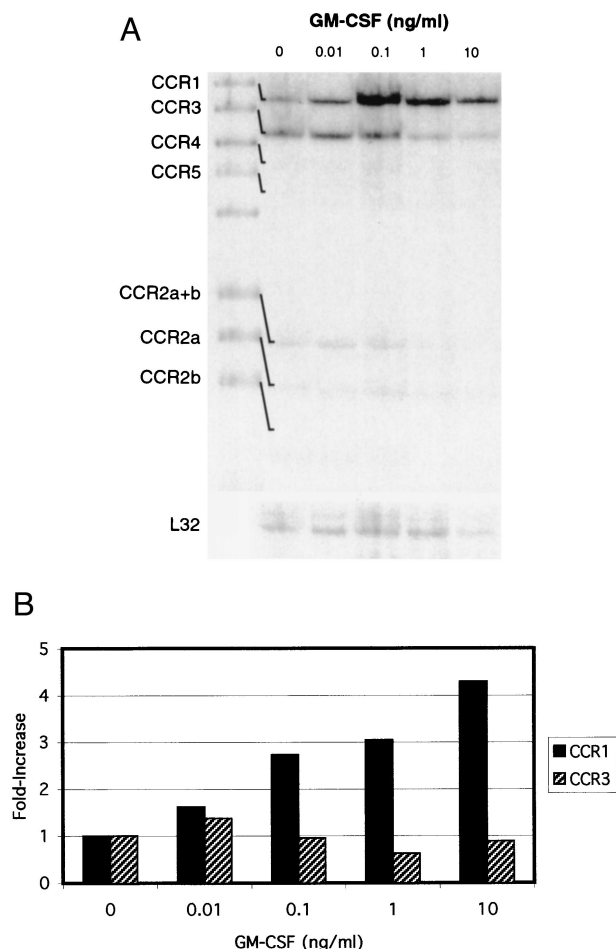 A
GM-CSF (ng/ml)
0 0.01 0.1 1 10
CCR1
CCR3
CCR4
CCR5
CCR2a+b
CCR2a
CCR2b
L32
B
5
4
3
2
1
0
Fold-Increase
0 0.01 0.1 1 10
GM-CSF (ng/ml)
CCR1
CCR3